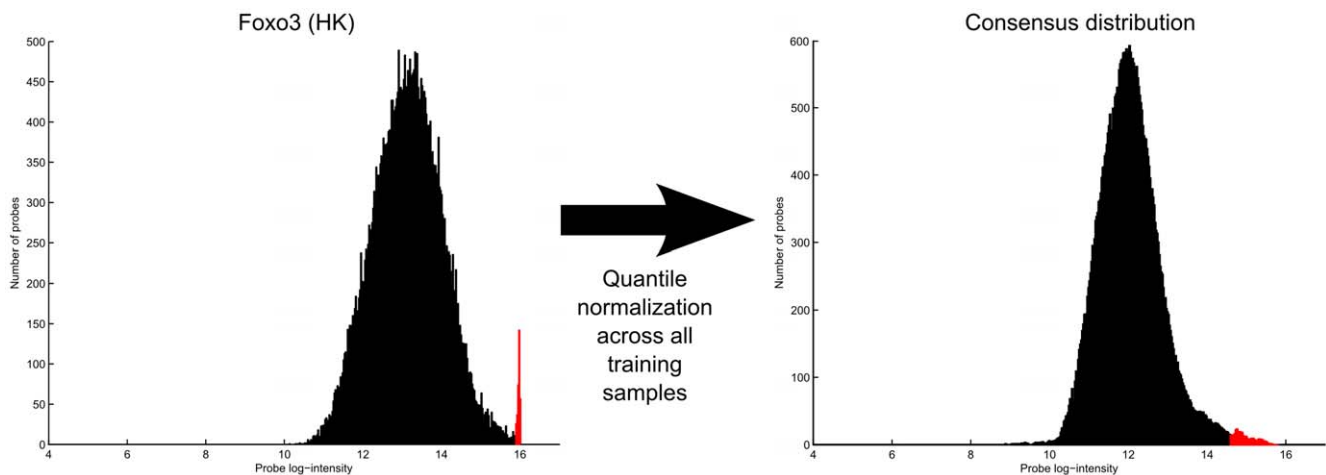 Foxo3 (HK)
500
450
400
350
300
250
200
150
100
50
0
Number of probes
4 6 8 10 12 14 16
Probe log−intensity
Quantile
normalization
across all
training
samples
Consensus distribution
600
500
400
300
200
100
0
Number of probes
4 6 8 10 12 14 16
Probe log−intensity